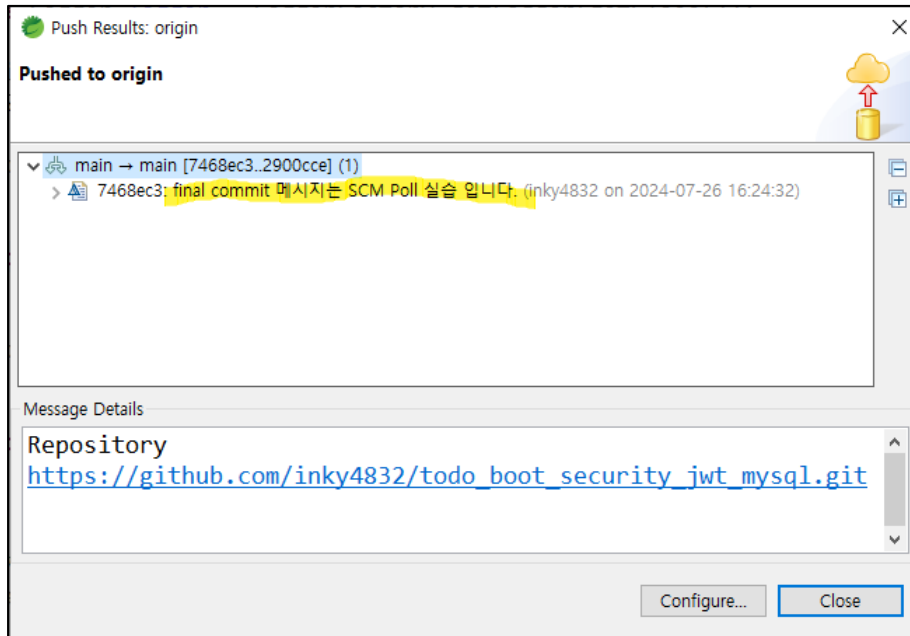 Push Results: origin
Pushed to origin
main → main [7468ec3..2900cce] (1)
7468ec3: final commit 메시지는 SCM Poll 실습 입니다. (inky4832 on 2024-07-26 16:24:32)
Message Details
Repository
https://github.com/inky4832/todo_boot_security_jwt_mysql.git
Configure...
Close